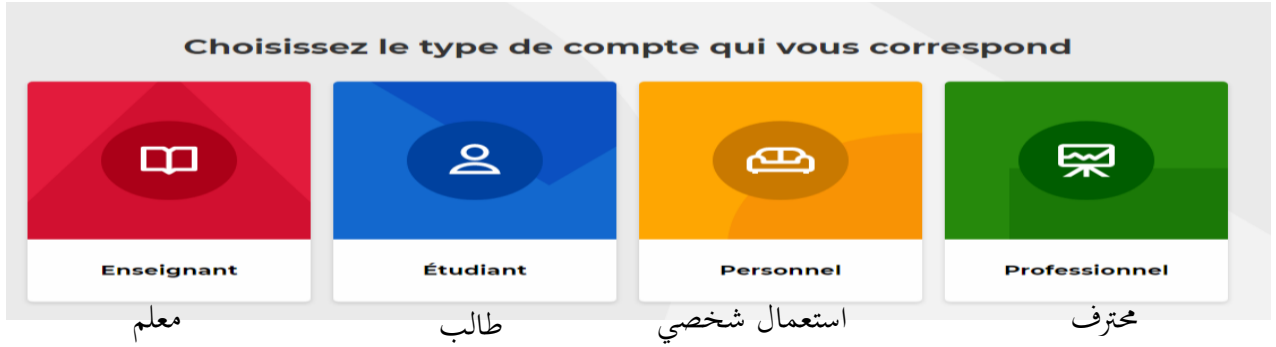 Choisissez le type de compte qui vous correspond
Enseignant
Étudiant
Personnel
Professionnel
معلم
طالب
استعمال شخصي
محترف